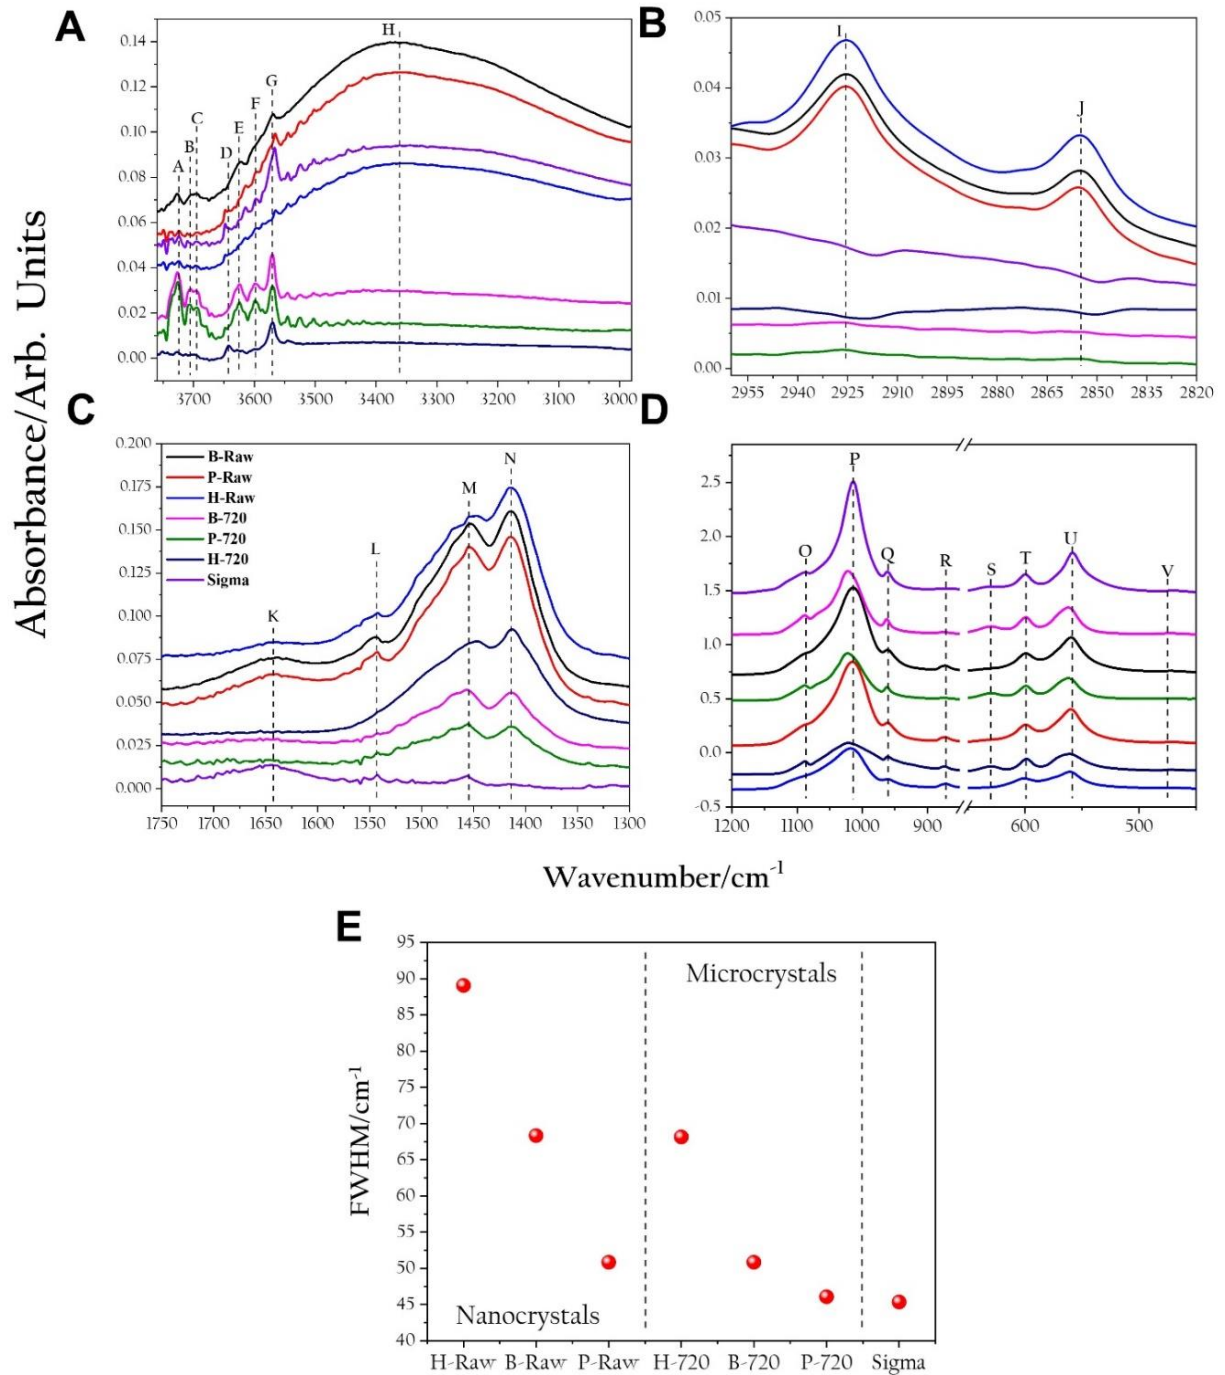 A
B
Absorbance/Arb. Units
0.14
0.12
0.10
0.08
0.06
0.04
0.02
0.00
A
B
C
D
E
F
G
H
3700
3600
3500
3400
3300
3200
3100
3000
0.05
0.04
0.03
0.02
0.01
0.00
I
J
2955
2940
2925
2910
2895
2880
2865
2850
2835
2820
C
D
0.200
0.175
0.150
0.125
0.100
0.075
0.050
0.025
0.000
B-Raw
P-Raw
H-Raw
B-720
P-720
H-720
Sigma
K
L
M
N
1750
1700
1650
1600
1550
1500
1450
1400
1350
1300
2.5
2.0
1.5
1.0
0.5
0.0
-0.5
O
P
Q
R
S
T
U
V
1200
1100
1000
900
600
500
Wavenumber/cm⁻¹
E
FWHM/cm⁻¹
95
90
85
80
75
70
65
60
55
50
45
40
Microcrystals
Nanocrystals
H-Raw
B-Raw
P-Raw
H-720
B-720
P-720
Sigma